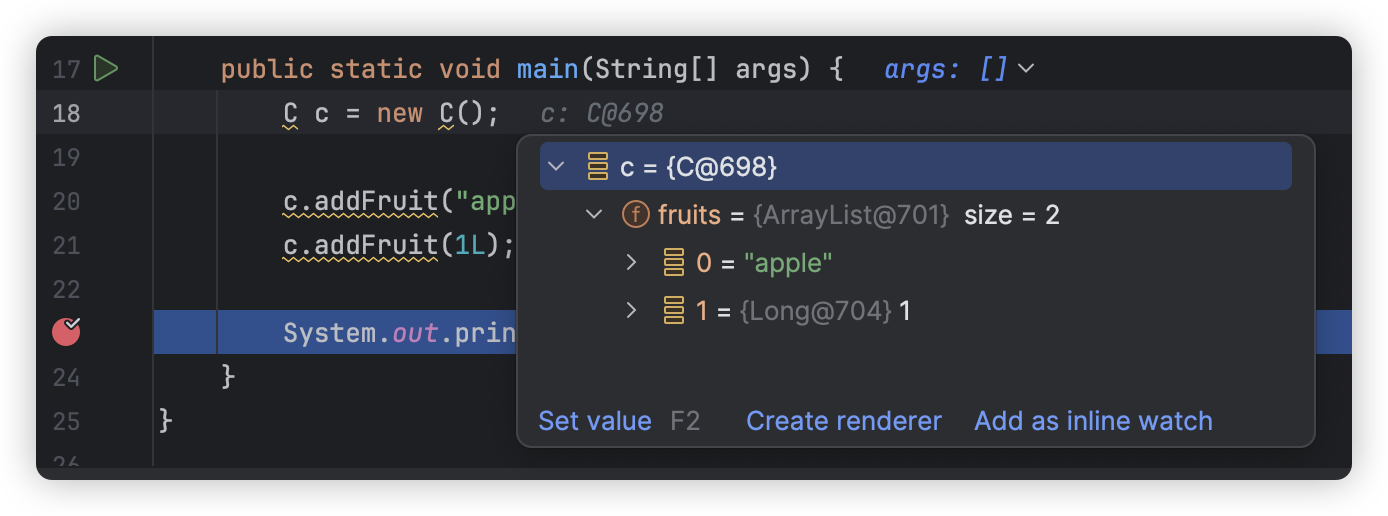 17 public static void main(String[] args) { args: []
18 C c = new C(); c: C@698
19
c = {C@698}
20 c.addFruit("app
fruits = {ArrayList@701} size = 2
21 c.addFruit(1L);
0 = "apple"
22
1 = {Long@704} 1
System.out.prin
24 }
25 }
Set value F2 Create renderer Add as inline watch
26